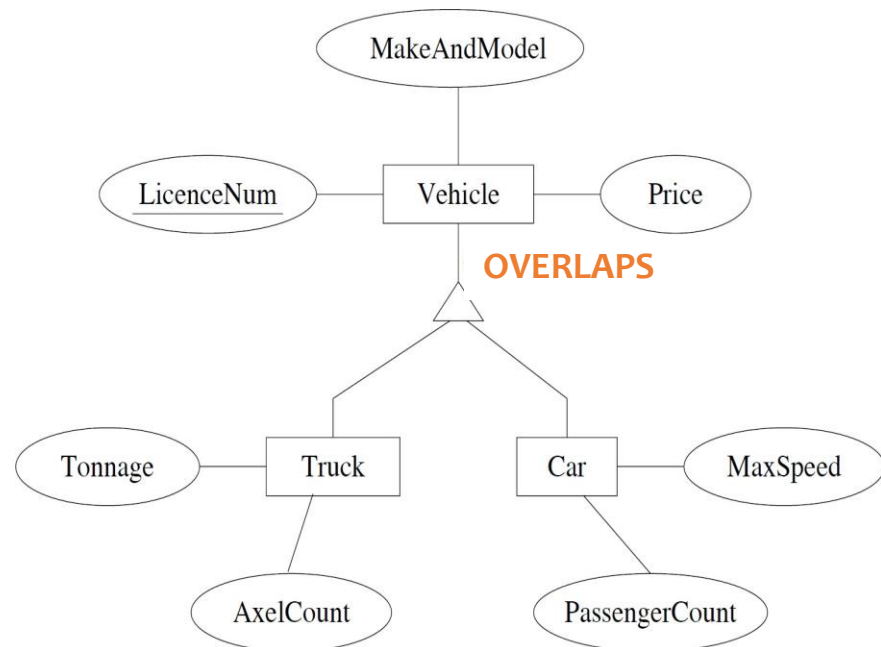 MakeAndModel
LicenceNum
Vehicle
Price
OVERLAPS
Tonnage
Truck
Car
MaxSpeed
AxelCount
PassengerCount